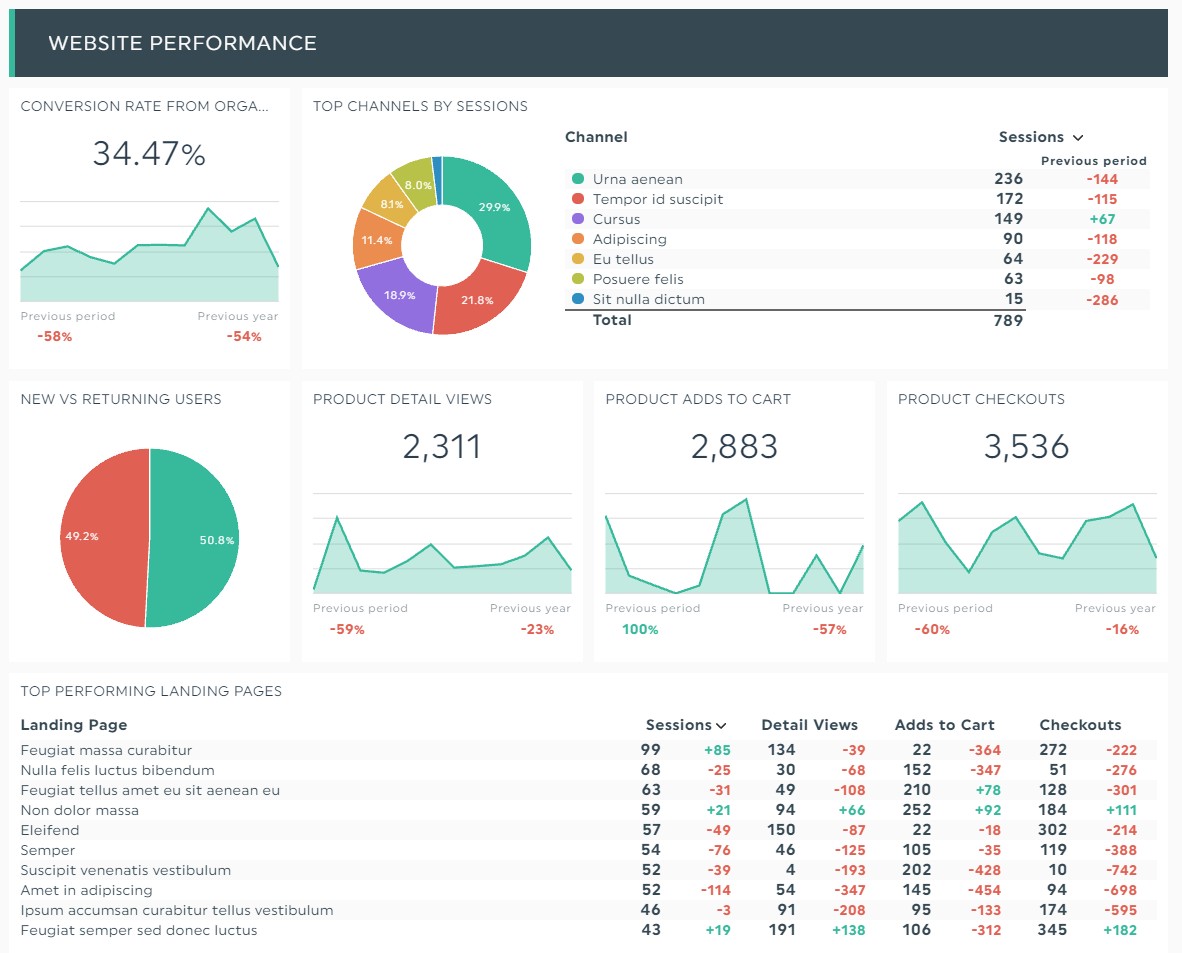 WEBSITE PERFORMANCE
CONVERSION RATE FROM ORGA...
34.47%
Previous period Previous year
-58% -54%
TOP CHANNELS BY SESSIONS
29.9%
21.8%
18.9%
11.4%
8.1%
8.0%
Channel Sessions
Previous period
Urna aenean 236 -144
Tempor id suscipit 172 -115
Cursus 149 +67
Adipiscing 90 -118
Eu tellus 64 -229
Posuere felis 63 -98
Sit nulla dictum 15 -286
Total 789
NEW VS RETURNING USERS
49.2% 50.8%
PRODUCT DETAIL VIEWS
2,311
Previous period Previous year
-59% -23%
PRODUCT ADDS TO CART
2,883
Previous period Previous year
100% -57%
PRODUCT CHECKOUTS
3,536
Previous period Previous year
-60% -16%
TOP PERFORMING LANDING PAGES
Landing Page Sessions Detail Views Adds to Cart Checkouts
Feugiat massa curabitur 99 +85 134 -39 22 -364 272 -222
Nulla felis luctus bibendum 68 -25 30 -68 152 -347 51 -276
Feugiat tellus amet eu sit aenean eu 63 -31 49 -108 210 +78 128 -301
Non dolor massa 59 +21 94 +66 252 +92 184 +111
Eleifend 57 -49 150 -87 22 -18 302 -214
Semper 54 -76 46 -125 105 -35 119 -388
Suscipit venenatis vestibulum 52 -39 4 -193 202 -428 10 -742
Amet in adipiscing 52 -114 54 -347 145 -454 94 -698
Ipsum accumsan curabitur tellus vestibulum 46 -3 91 -208 95 -133 174 -595
Feugiat semper sed donec luctus 43 +19 191 +138 106 -312 345 +182